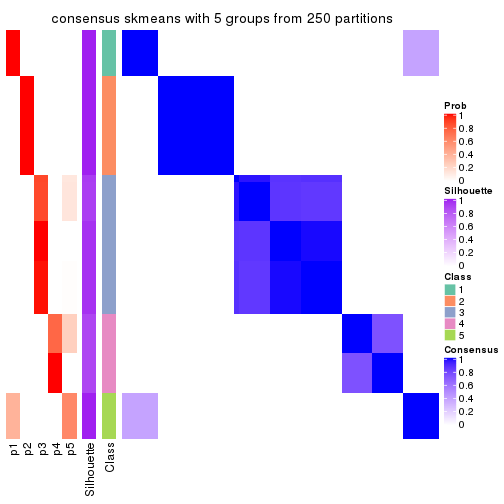 consensus skmeans with 5 groups from 250 partitions
Prob
1
0.8
0.6
0.4
0.2
0
Silhouette
1
0.8
0.6
0.4
0.2
0
Class
1
2
3
4
5
Consensus
1
0.8
0.6
0.4
0.2
0
p1
p2
p3
p4
p5
Silhouette
Class